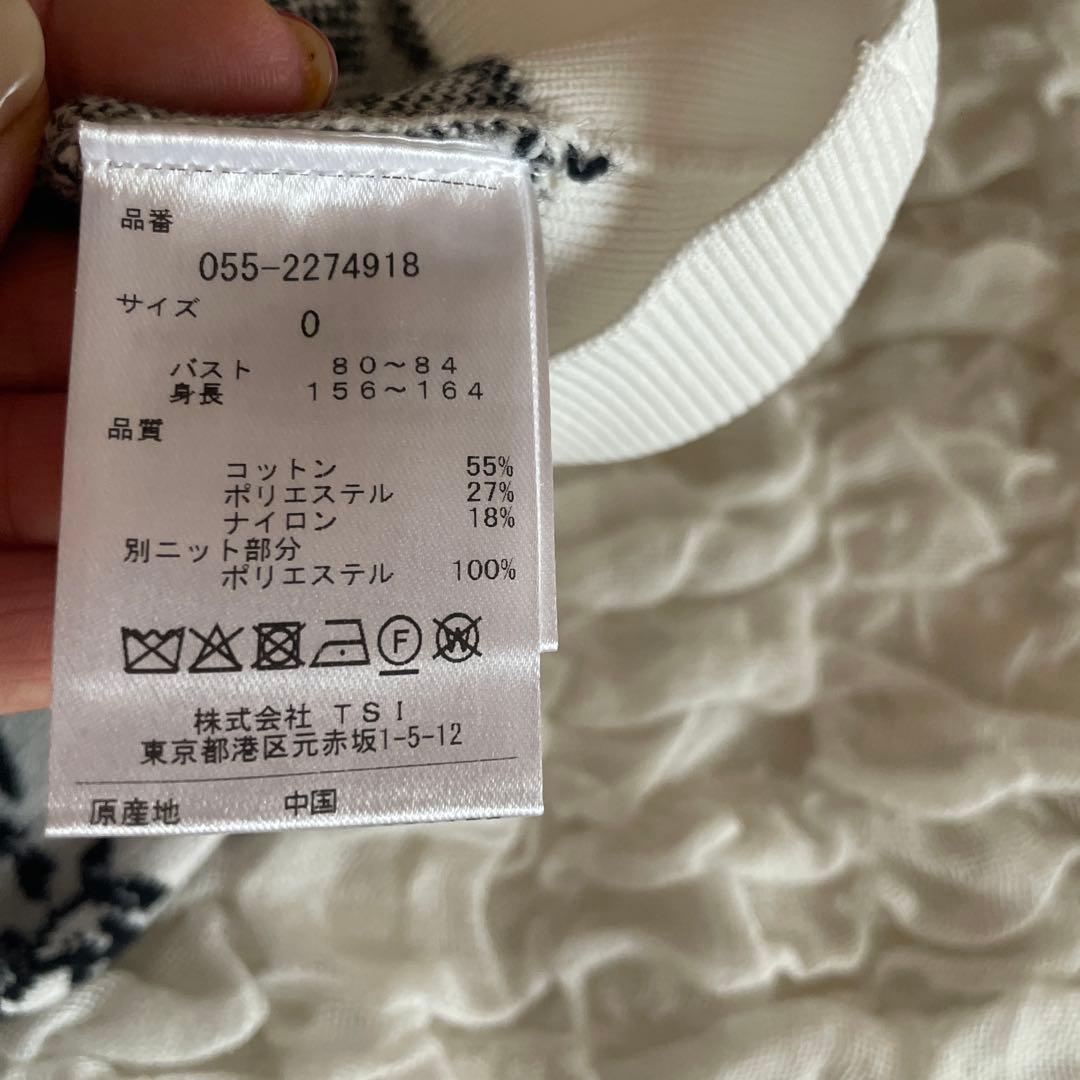 品番
055-2274918
サイズ
0
バスト 80～84
身長 156～164
品質
コットン 55%
ポリエステル 27%
ナイロン 18%
別ニット部分
ポリエステル 100%
F W
株式会社 TSI
東京都港区元赤坂1-5-12
原産地 中国